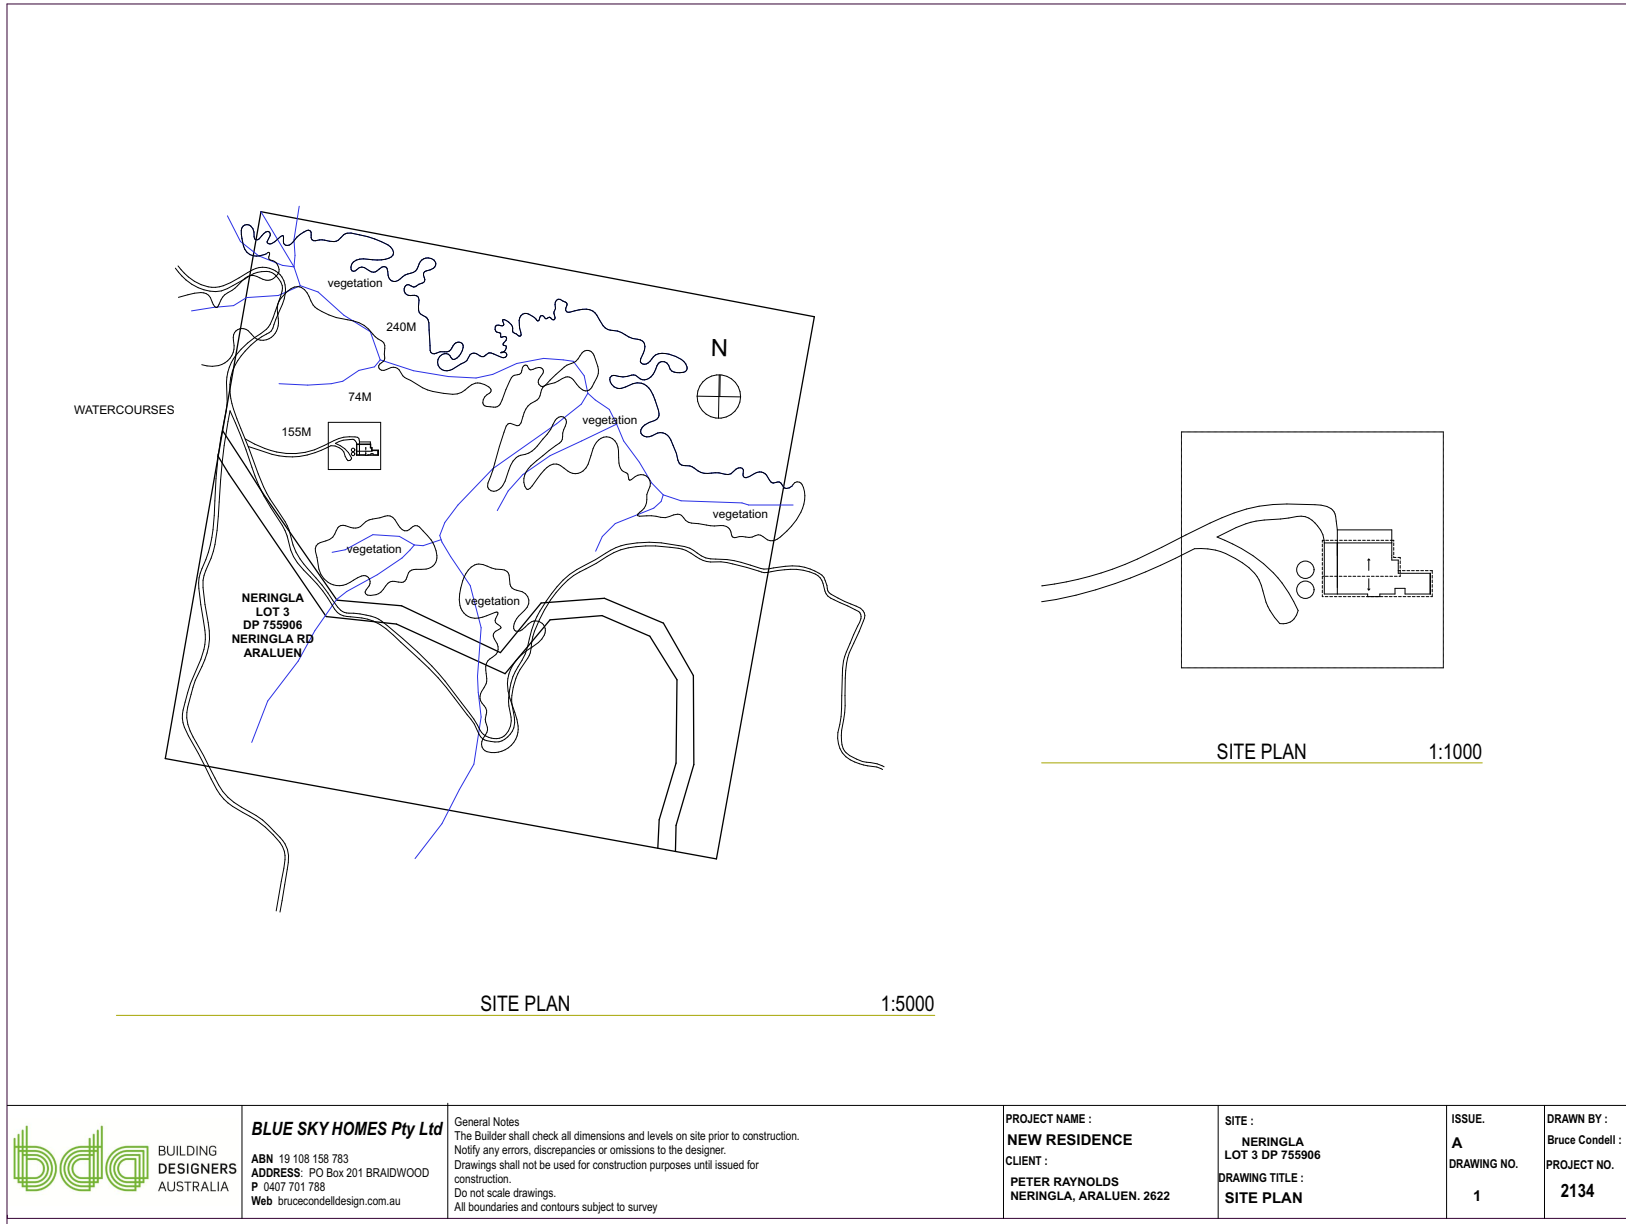 vegetation
240M
N
74M
WATERCOURSES
155M
vegetation
vegetation
vegetation
vegetation
NERINGLA
LOT 3
DP 755906
NERINGLA RD
ARALUEN
SITE PLAN 1:1000
SITE PLAN 1:5000
bda
BUILDING
DESIGNERS
AUSTRALIA
BLUE SKY HOMES Pty Ltd
ABN 19 108 158 783
ADDRESS: PO Box 201 BRAIDWOOD
P 0407 701 788
Web brucecondelldesign.com.au
General Notes
The Builder shall check all dimensions and levels on site prior to construction.
Notify any errors, discrepancies or omissions to the designer.
Drawings shall not be used for construction purposes until issued for
construction.
Do not scale drawings.
All boundaries and contours subject to survey
PROJECT NAME :
NEW RESIDENCE
CLIENT :
PETER RAYNOLDS
NERINGLA, ARALUEN. 2622
SITE :
NERINGLA
LOT 3 DP 755906
DRAWING TITLE :
SITE PLAN
ISSUE.
A
DRAWING NO.
1
DRAWN BY :
Bruce Condell :
PROJECT NO.
2134